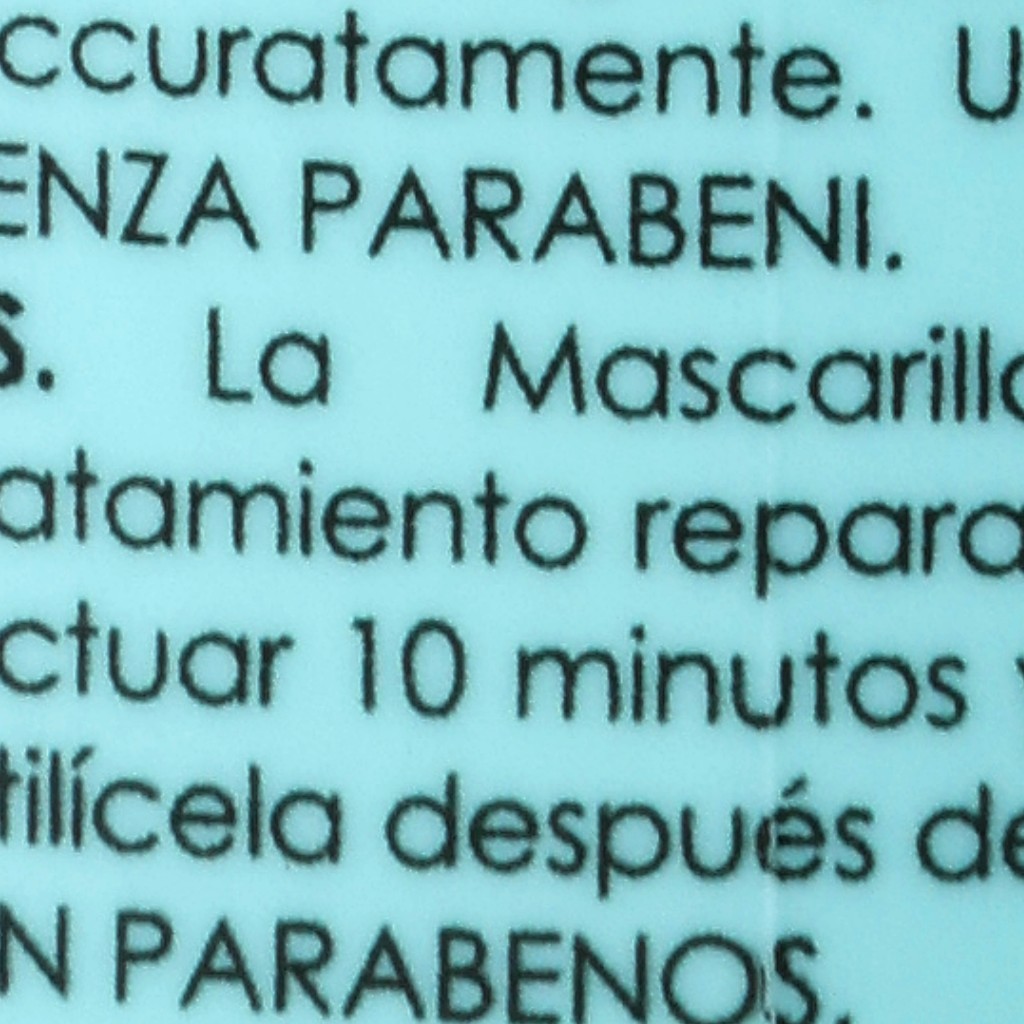 ccuratamente. U
ENZA PARABENI.
S. La Mascarilla
atamiento repara
ctuar 10 minutos
tilícela después de
N PARABENOS.